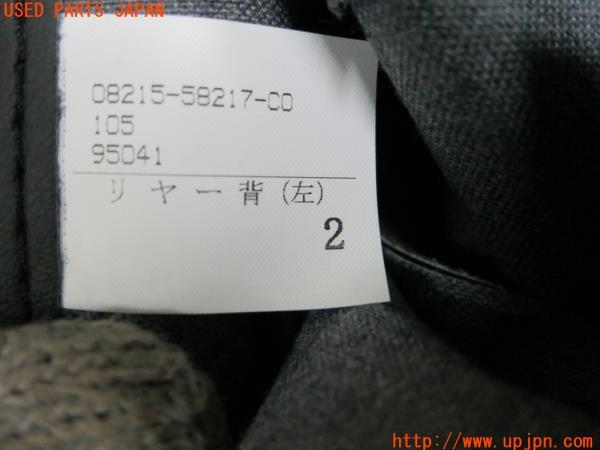 USED PARTS JAPAN
08215-58217-C0
105
95041
リヤー背(左)
2
http://www.upjpn.com